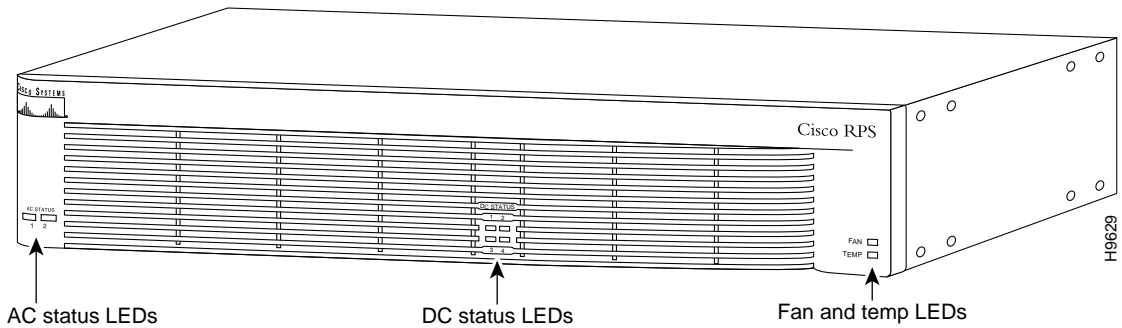 CISCO SYSTEMS
Cisco RPS
AC STATUS
1 2
DC STATUS
1 2
3 4
FAN
TEMP
H9629
AC status LEDs
DC status LEDs
Fan and temp LEDs